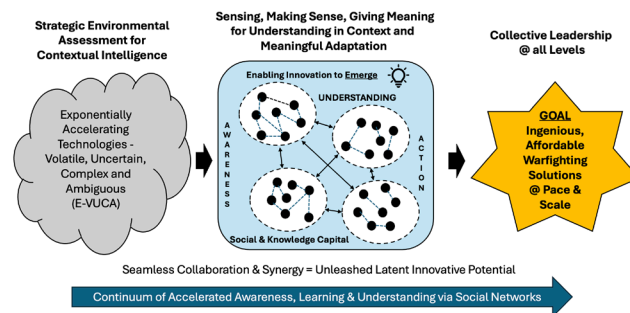 Strategic Environmental
Assessment for
Contextual Intelligence
Sensing, Making Sense, Giving Meaning
for Understanding in Context and
Meaningful Adaptation
Collective Leadership
@ all Levels
Exponentially
Accelerating
Technologies -
Volatile, Uncertain,
Complex and
Ambiguous
(E-VUCA)
Enabling Innovation to Emerge
UNDERSTANDING
AWARENESS
ACTION
Social & Knowledge Capital
GOAL
Ingenious,
Affordable
Warfighting
Solutions
@ Pace &
Scale
Seamless Collaboration & Synergy = Unleashed Latent Innovative Potential
Continuum of Accelerated Awareness, Learning & Understanding via Social Networks